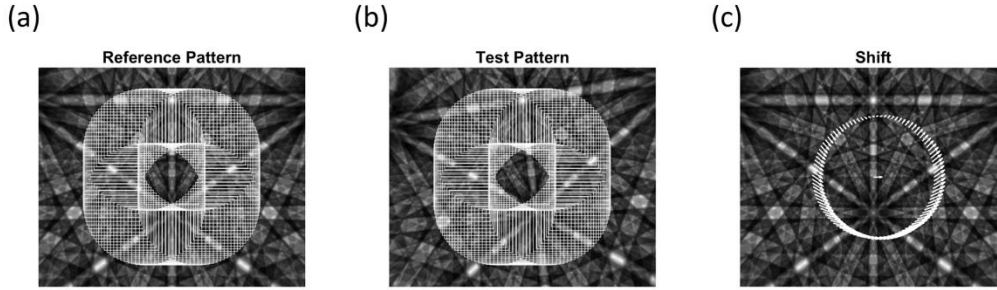 (a)
(b)
(c)
Reference Pattern
Test Pattern
Shift